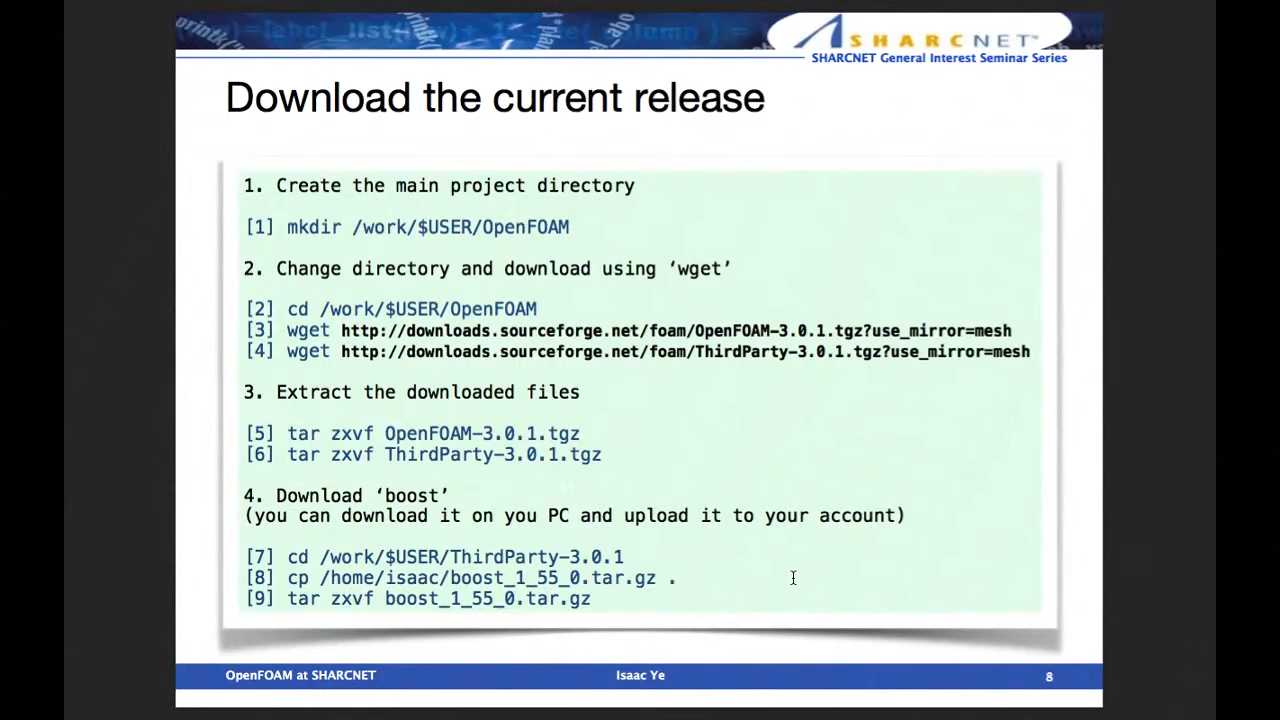 SHARCNET™
SHARCNET General Interest Seminar Series
Download the current release
1. Create the main project directory
[1] mkdir /work/$USER/OpenFOAM
2. Change directory and download using ‘wget’
[2] cd /work/$USER/OpenFOAM
[3] wget http://downloads.sourceforge.net/foam/OpenFOAM-3.0.1.tgz?use_mirror=mesh
[4] wget http://downloads.sourceforge.net/foam/ThirdParty-3.0.1.tgz?use_mirror=mesh
3. Extract the downloaded files
[5] tar zxvf OpenFOAM-3.0.1.tgz
[6] tar zxvf ThirdParty-3.0.1.tgz
4. Download ‘boost’
(you can download it on you PC and upload it to your account)
[7] cd /work/$USER/ThirdParty-3.0.1
[8] cp /home/isaac/boost_1_55_0.tar.gz .
[9] tar zxvf boost_1_55_0.tar.gz
OpenFOAM at SHARCNET
Isaac Ye
8